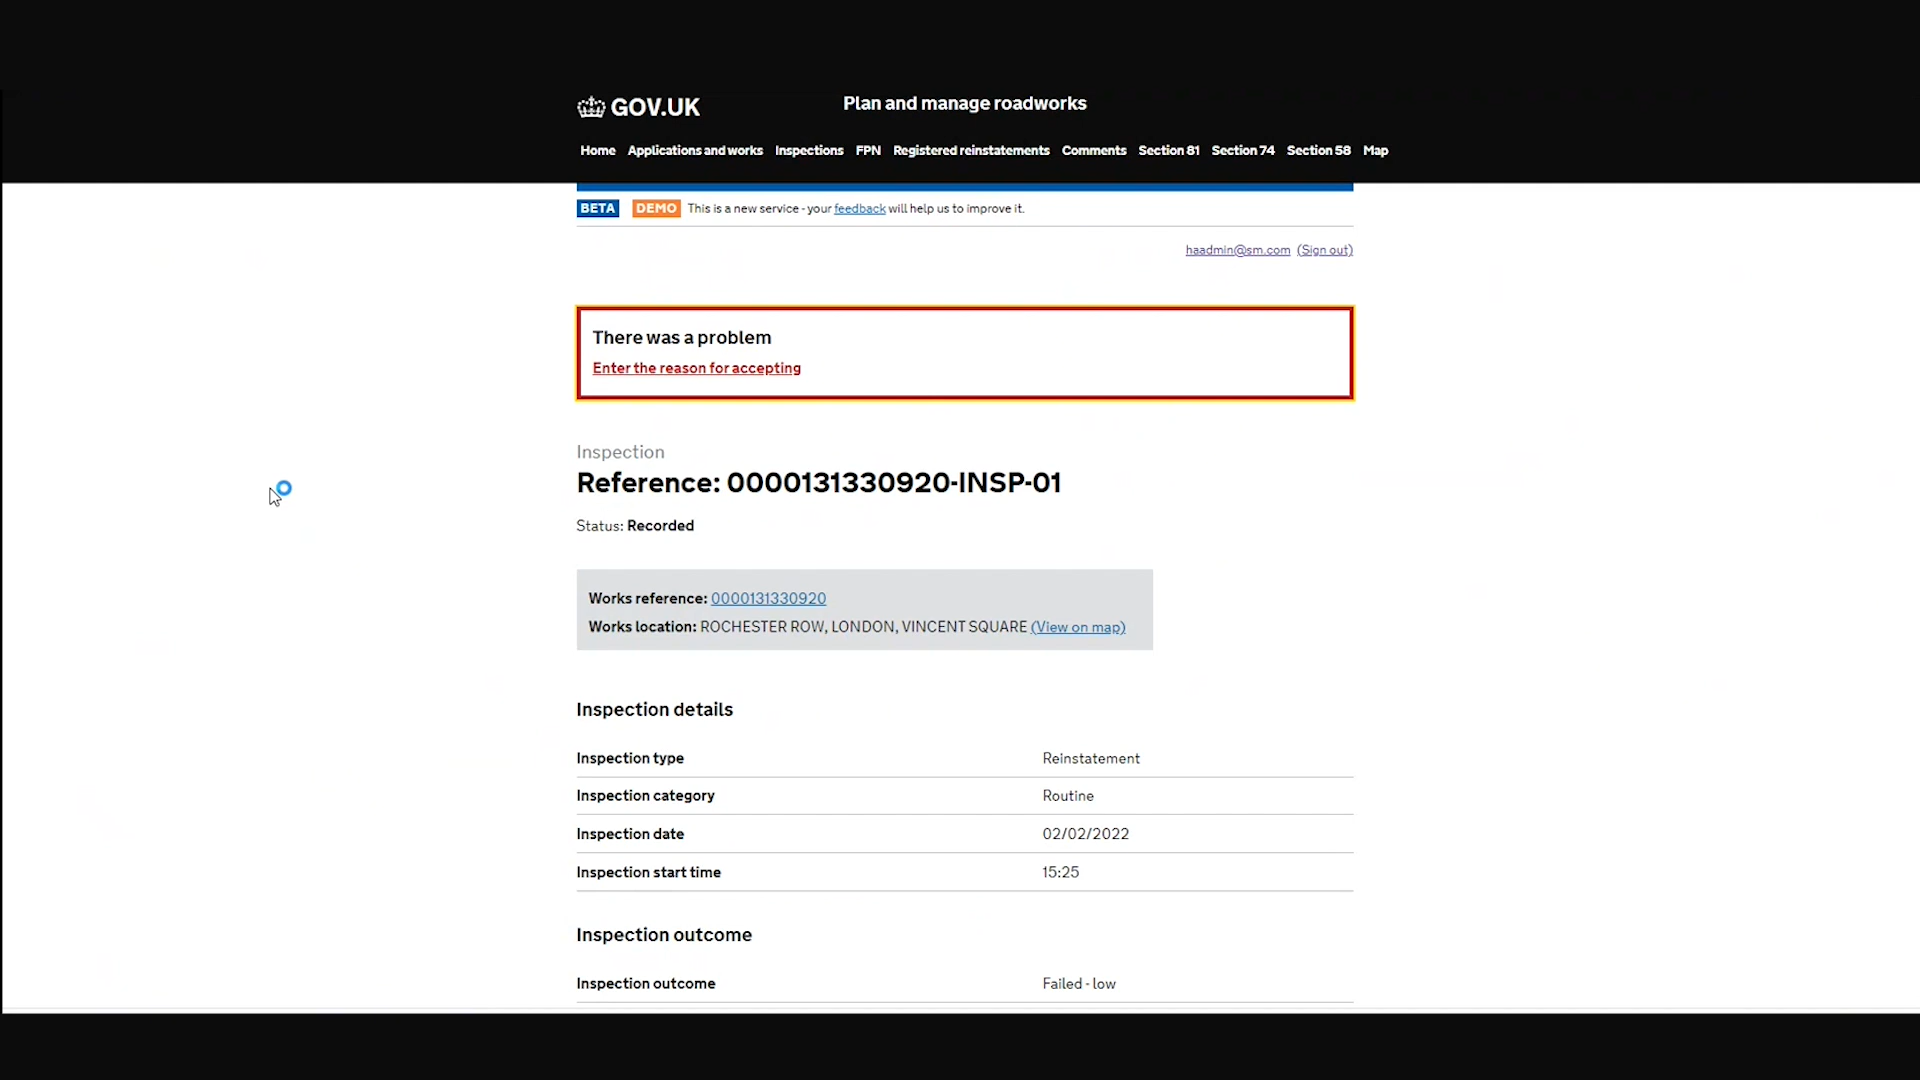 GOV.UK
Plan and manage roadworks
Home Applications and works Inspections FPN Registered reinstatements Comments Section 81 Section 74 Section 58 Map
BETA DEMO This is a new service - your feedback will help us to improve it.
haadmin@sm.com (Sign out)
There was a problem
Enter the reason for accepting
Inspection
Reference: 0000131330920-INSP-01
Status: Recorded
Works reference: 0000131330920
Works location: ROCHESTER ROW, LONDON, VINCENT SQUARE (View on map)
Inspection details
Inspection type Reinstatement
Inspection category Routine
Inspection date 02/02/2022
Inspection start time 15:25
Inspection outcome
Inspection outcome Failed - low